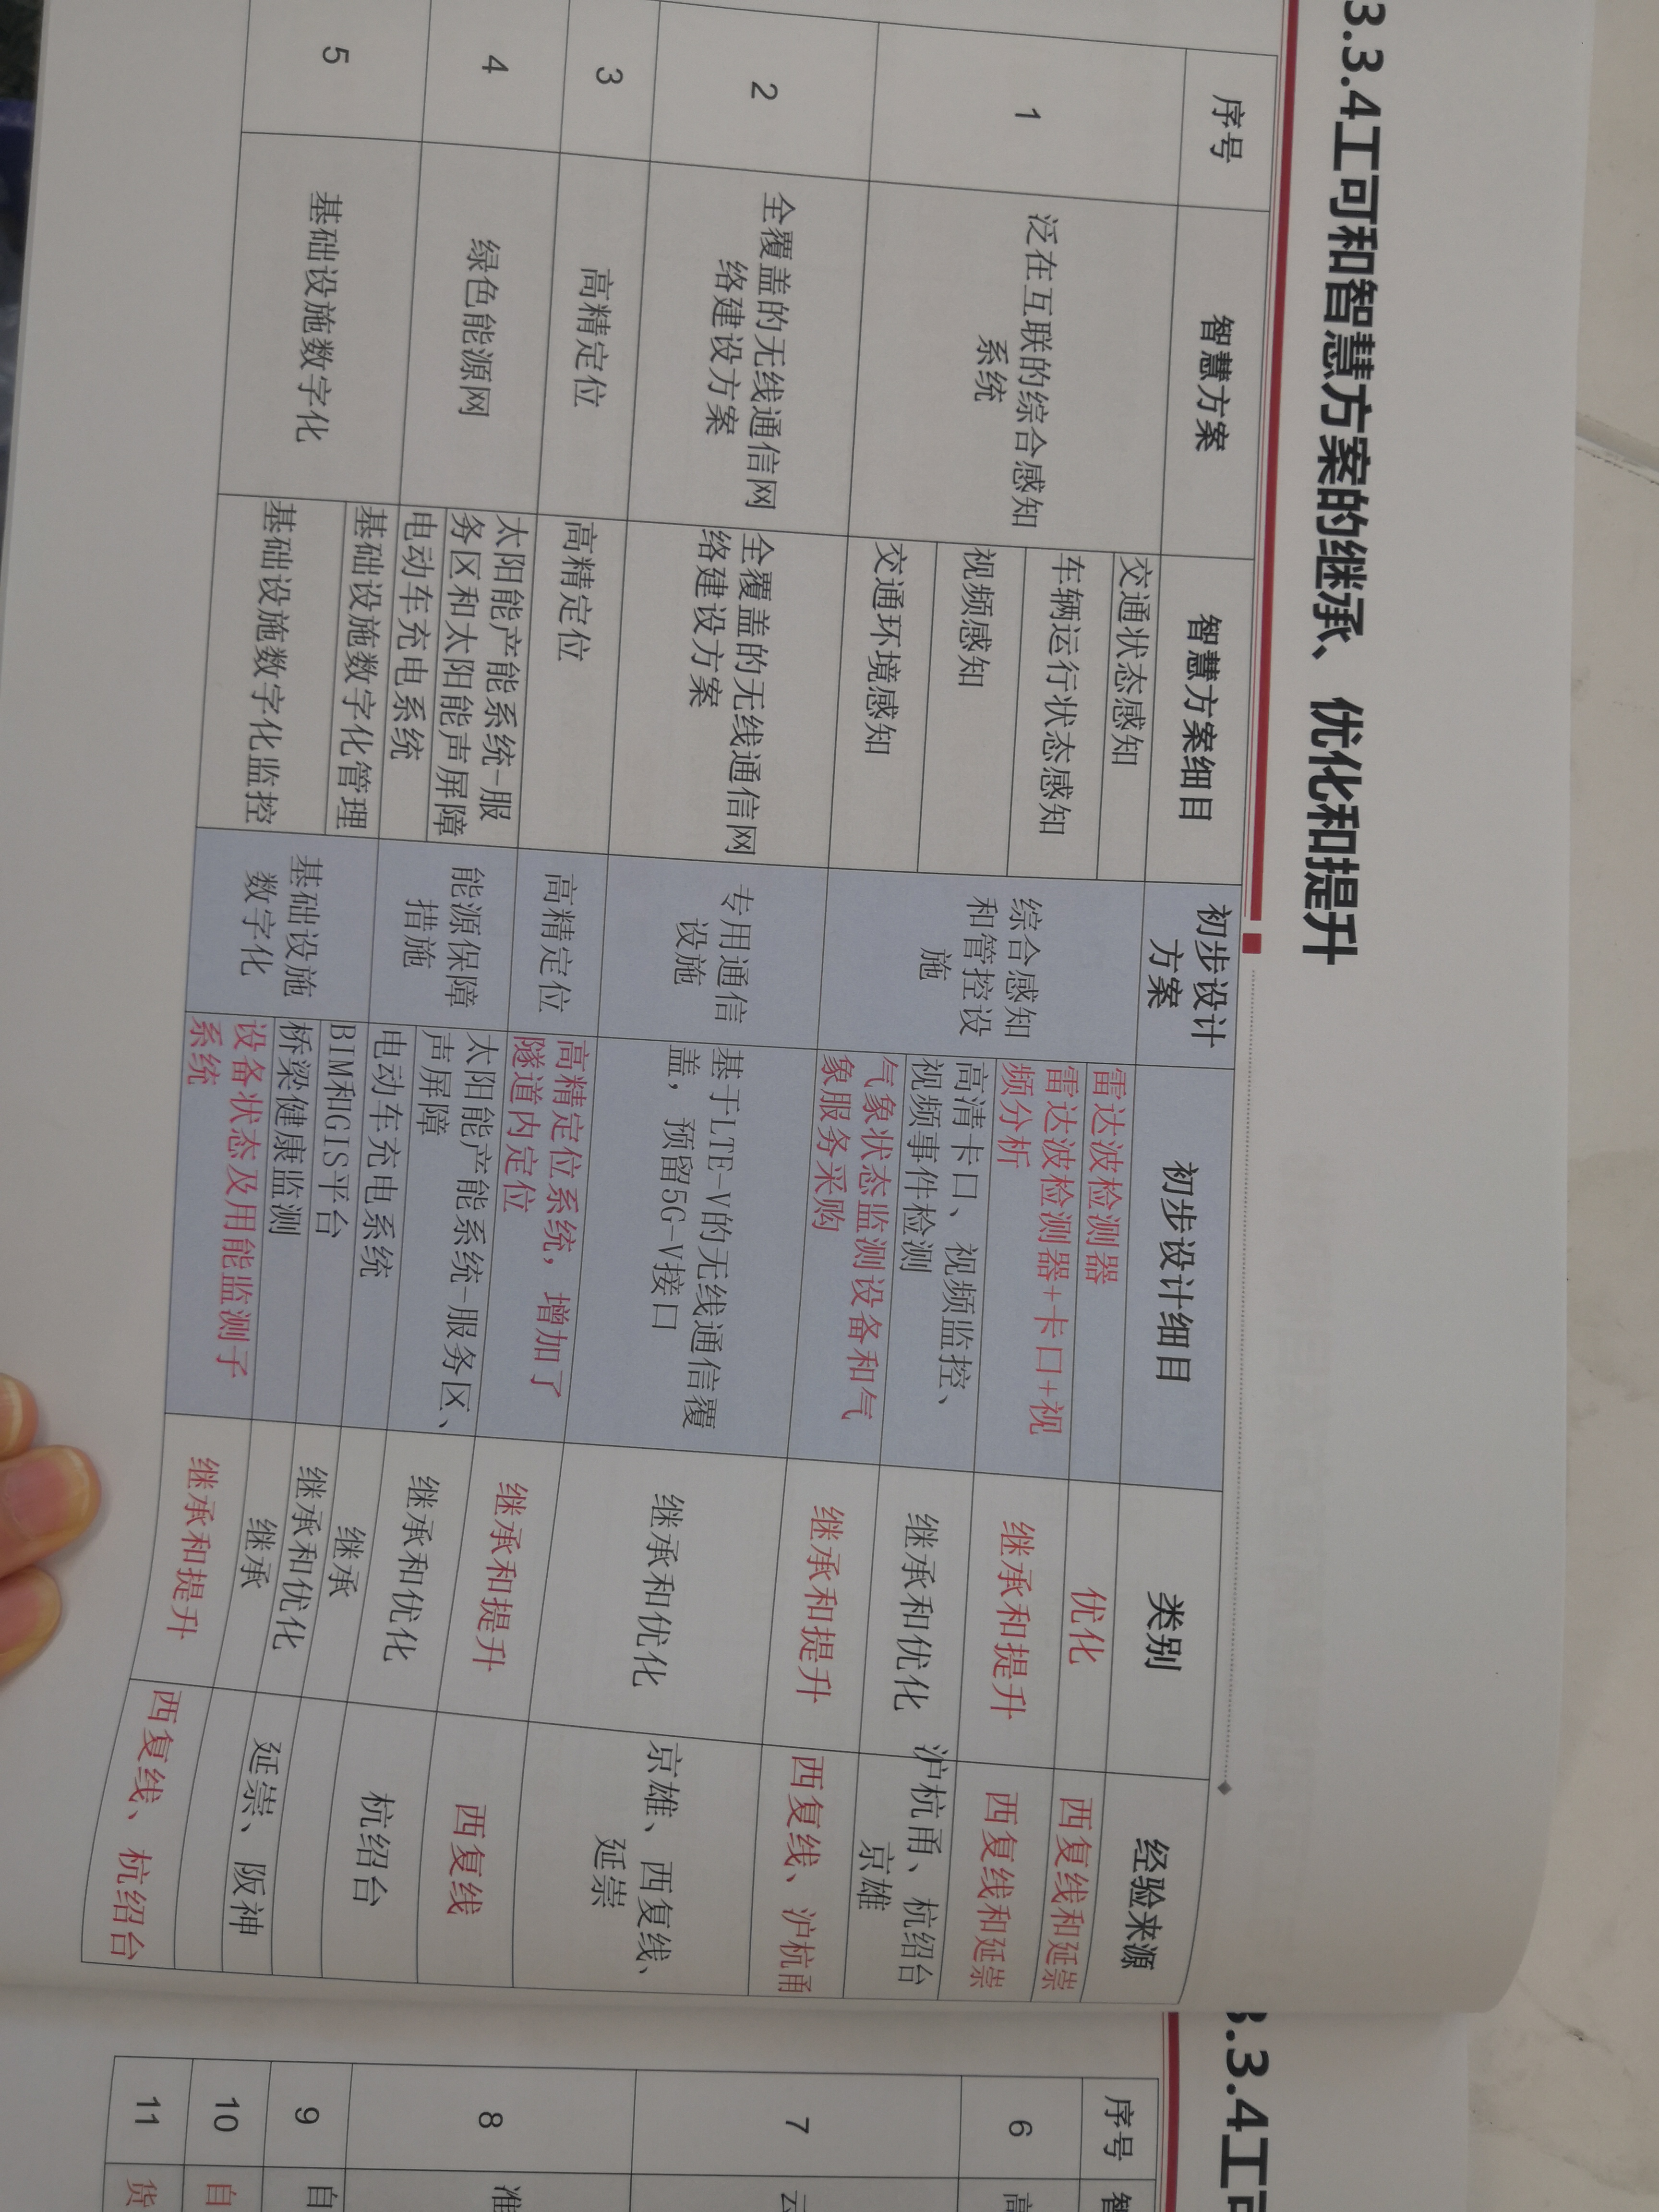 3.3.4工可和智慧方案的继承、优化和提升
序号
智慧方案
智慧方案细目
初步设计
方案
初步设计细目
类别
经验来源
1
泛在互联的综合感知
系统
交通状态感知
车辆运行状态感知
视频感知
交通环境感知
综合感知
和管控设
施
雷达波检测器
优化
西复线和延崇
雷达波检测器+卡口+视
频分析
继承和提升
西复线和延崇
高清卡口、视频监控、
视频事件检测
继承和优化
沪杭甬、杭绍台
京雄
气象状态监测设备和气
象服务采购
继承和提升
西复线、沪杭甬
2
全覆盖的无线通信网
络建设方案
全覆盖的无线通信网
络建设方案
专用通信
设施
基于LTE-V的无线通信覆
盖，预留5G-V接口
继承和优化
京雄、西复线、
延崇
3
高精定位
高精定位
高精定位
高精定位系统，增加了
隧道内定位
继承和提升
西复线
4
绿色能源网
太阳能产能系统-服
务区和太阳能声屏障
电动车充电系统
能源保障
措施
太阳能产能系统-服务区、
声屏障
继承和优化
杭绍台
电动车充电系统
继承
5
基础设施数字化
基础设施数字化管理
基础设施数字化监控
基础设施
数字化
BIM和GIS平台
继承和优化
延崇、阪神
桥梁健康监测
继承
设备状态及用能监测子
系统
继承和提升
西复线、杭绍台
3.3.4工可
序号
智
6
高
7
云
8
准
9
自
10
自
11
货